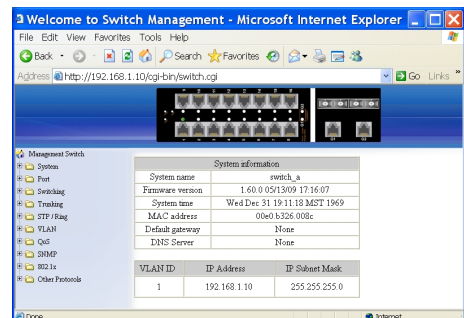 Welcome to Switch Management - Microsoft Internet Explorer
File Edit View Favorites Tools Help
Back Search Favorites
Address http://192.168.1.10/cgi-bin/switch.cgi Go Links »
Management Switch
System
Port
Switching
Trunking
STP / Ring
VLAN
QoS
SNMP
802.1x
Other Protocols
System information
System name switch_a
Firmware version 1.60.0 05/13/09 17:16:07
System time Wed Dec 31 19:11:18 MST 1969
MAC address 00e0.b326.008c
Default gateway None
DNS Server None
VLAN ID IP Address IP Subnet Mask
1 192.168.1.10 255.255.255.0
Done Internet